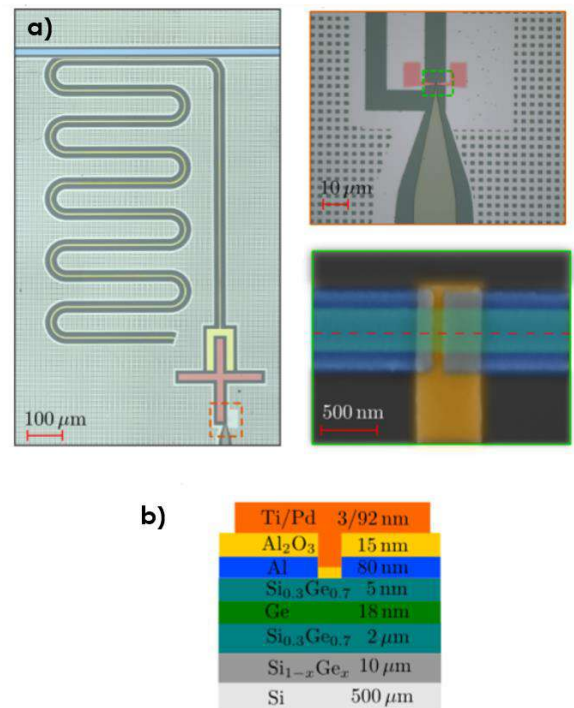 a)
100 μm
10 μm
500 nm
b)
Ti/Pd 3/92 nm
Al₂O₃ 15 nm
Al 80 nm
Si₀.₃Ge₀.₇ 5 nm
Ge 18 nm
Si₀.₃Ge₀.₇ 2 μm
Si₁₋ₓGeₓ 10 μm
Si 500 μm